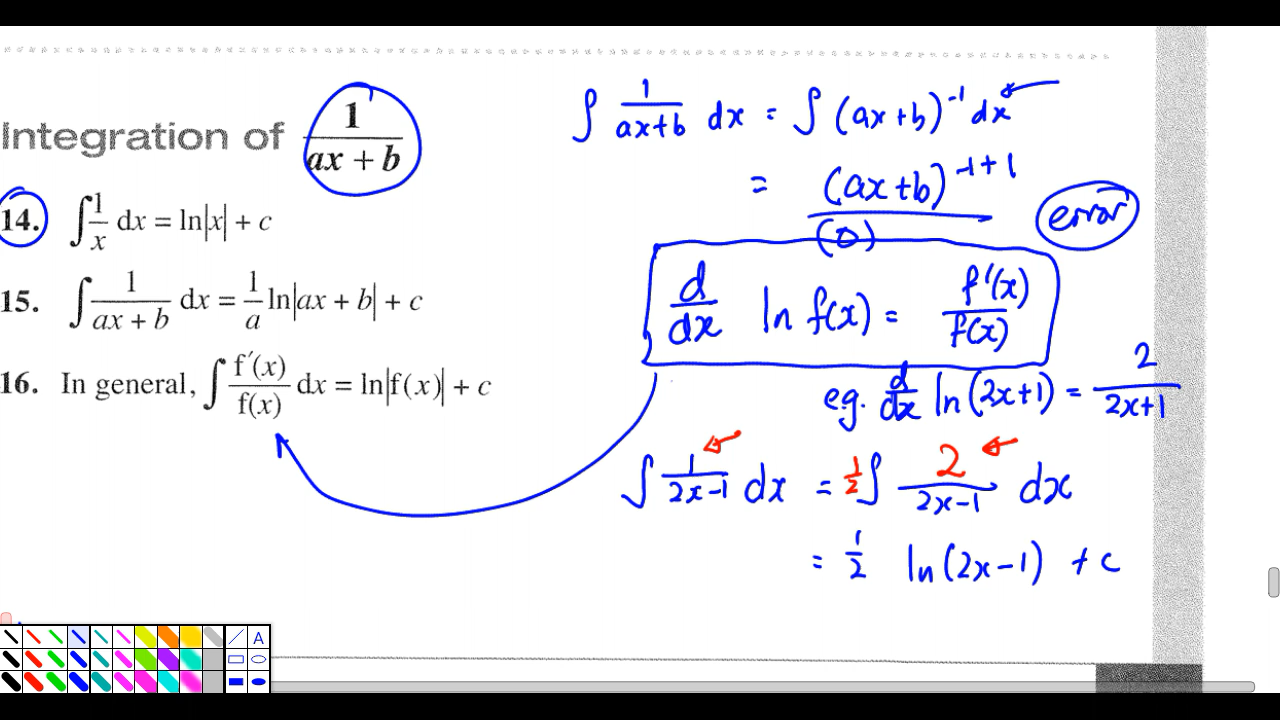 Integration of 1/(ax + b)
14. ∫ 1/x dx = ln|x| + c
15. ∫ 1/(ax + b) dx = 1/a ln|ax + b| + c
16. In general, ∫ f′(x)/f(x) dx = ln|f(x)| + c
∫ 1/(ax+b) dx = ∫ (ax+b)^-1 dx
= (ax+b)^-1+1/(0)
error
d/dx ln f(x) = f'(x)/f(x)
e.g. d/dx ln(2x+1) = 2/(2x+1)
∫ 1/(2x-1) dx = 1/2 ∫ 2/(2x-1) dx
= 1/2 ln(2x-1) + c
A